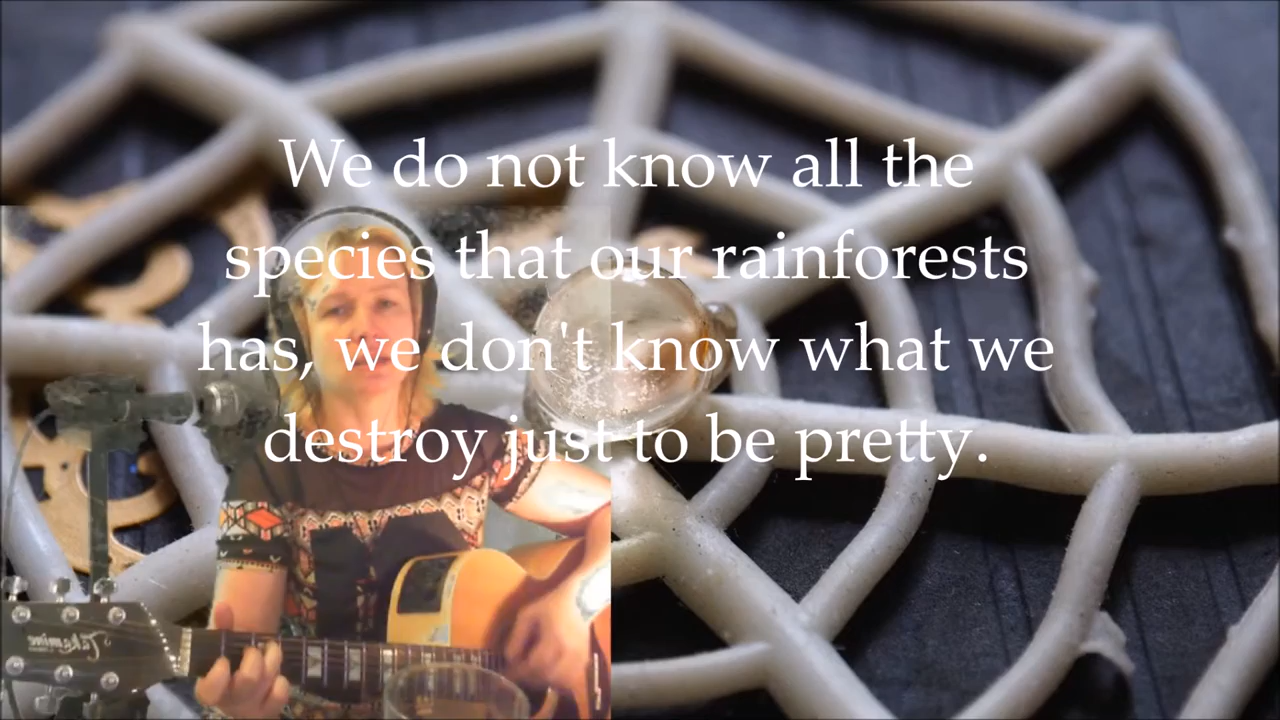 We do not know all the
species that our rainforests
has, we don't know what we
destroy just to be pretty.
Takamine